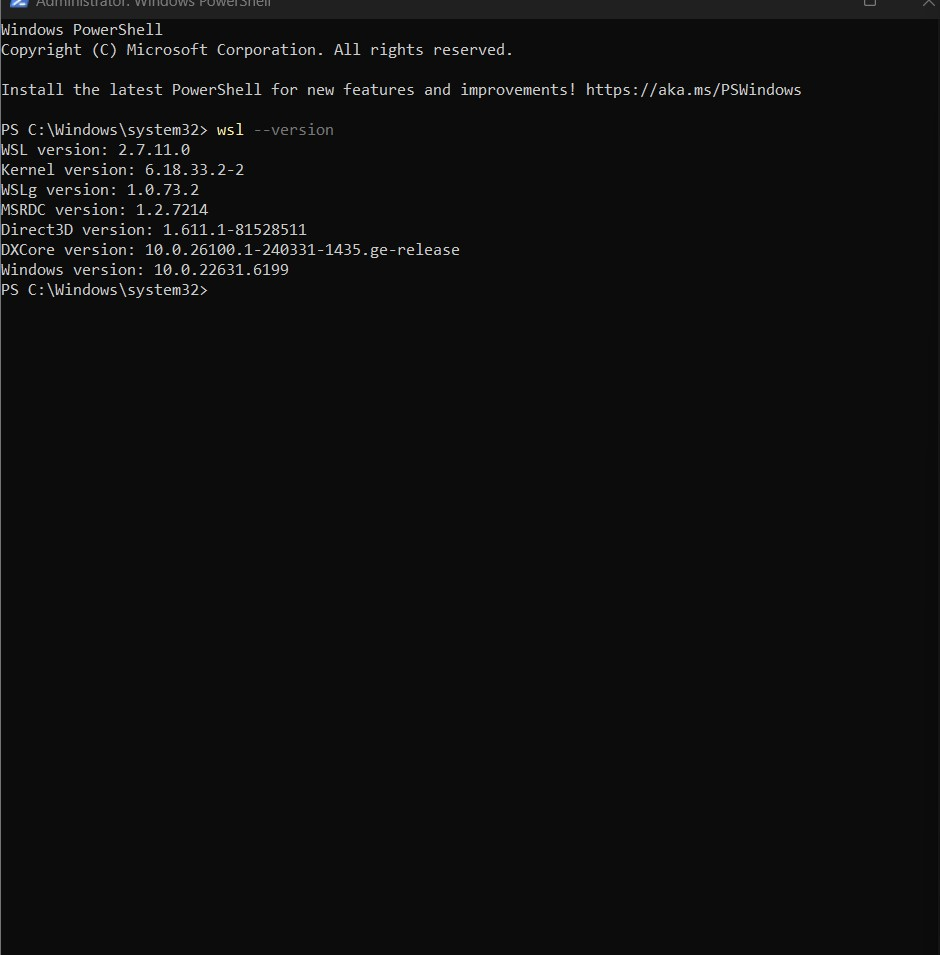 Administrator: Windows PowerShell
Windows PowerShell
Copyright (C) Microsoft Corporation. All rights reserved.
Install the latest PowerShell for new features and improvements! https://aka.ms/PSWindows
PS C:\Windows\system32> wsl --version
WSL version: 2.7.11.0
Kernel version: 6.18.33.2-2
WSLg version: 1.0.73.2
MSRDC version: 1.2.7214
Direct3D version: 1.611.1-81528511
DXCore version: 10.0.26100.1-240331-1435.ge-release
Windows version: 10.0.22631.6199
PS C:\Windows\system32>